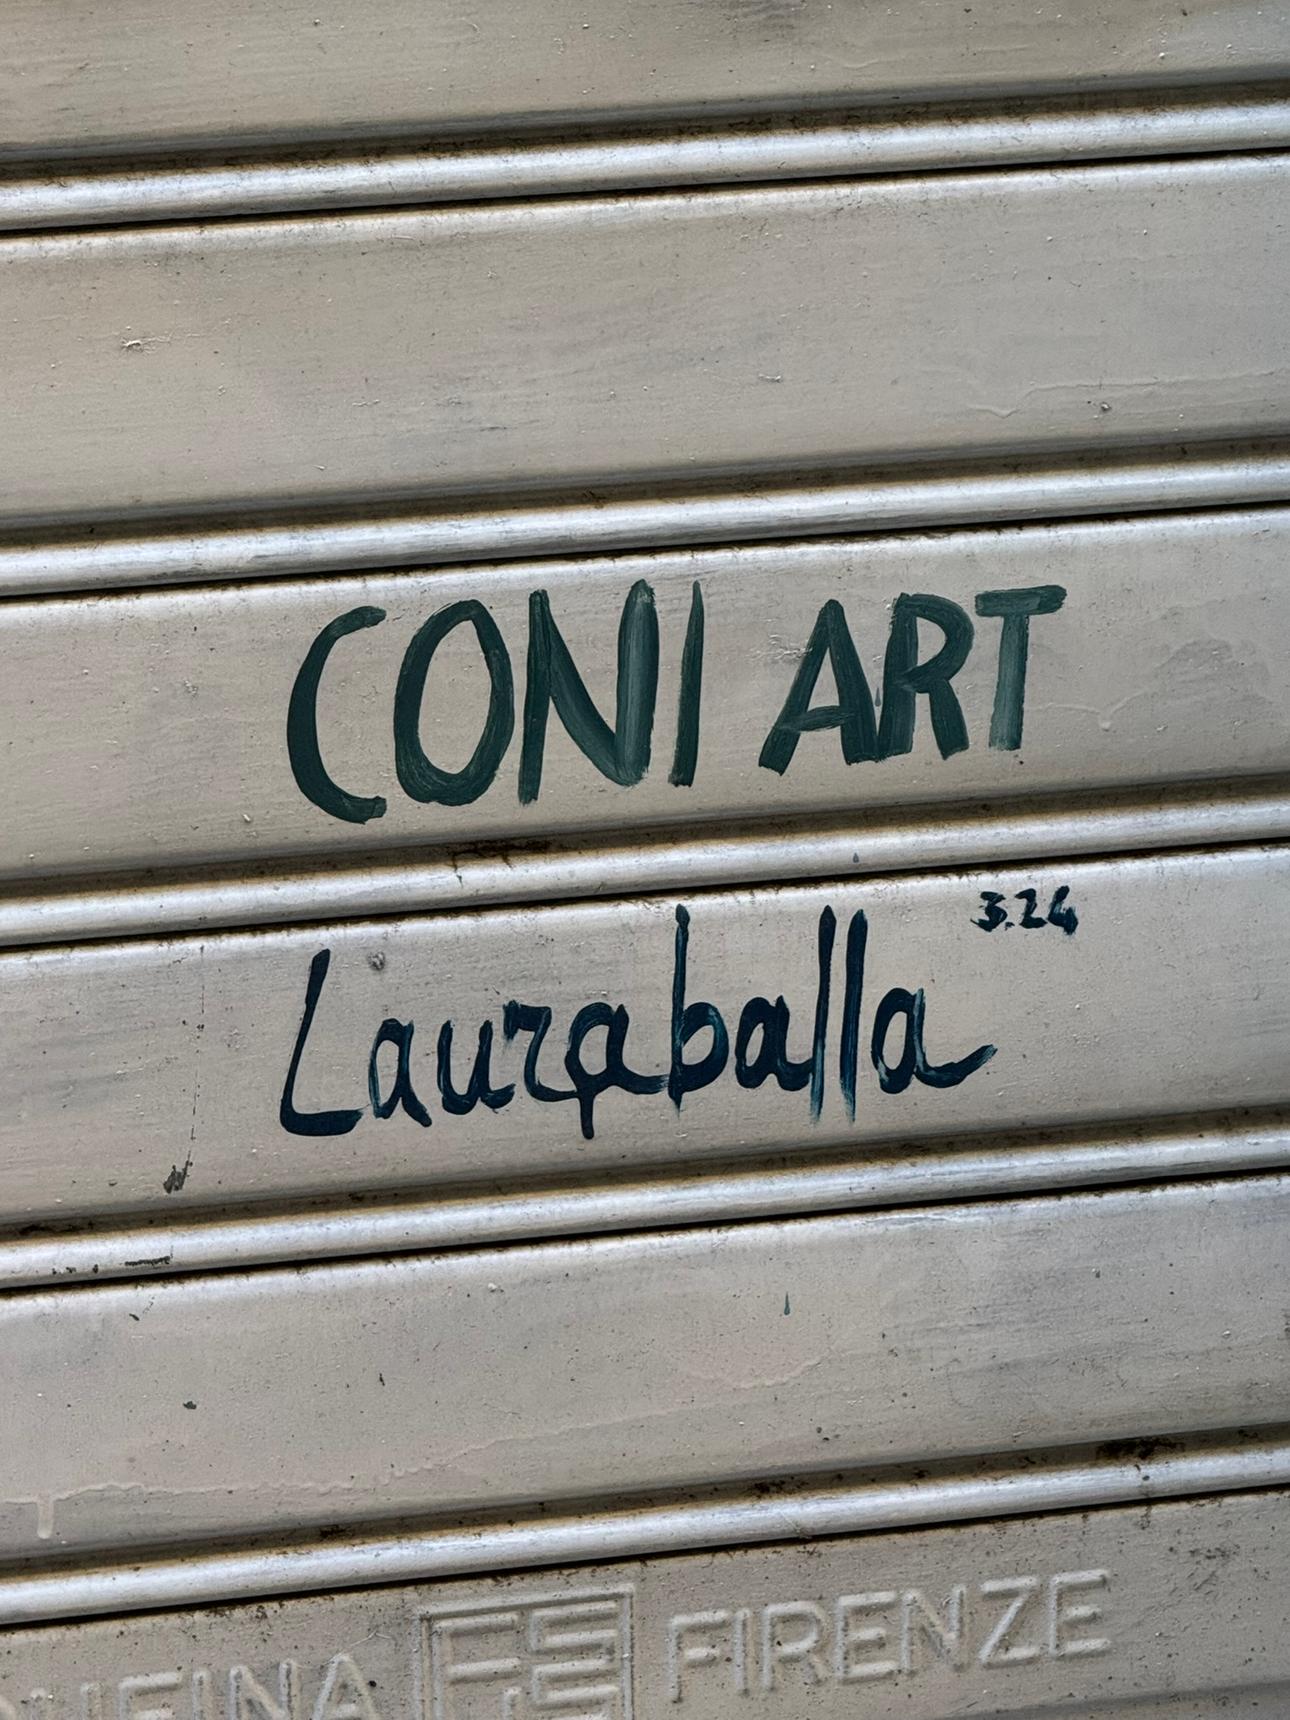 CONI ART
3.24
Lauraballa
FIRENZE